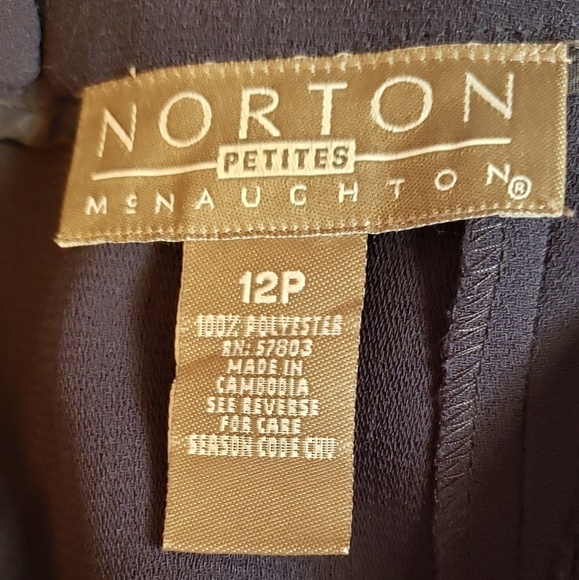 NORTON
PETITES
McNAUGHTON®
12P
100% POLYESTER
RN: 57803
MADE IN
CAMBODIA
SEE REVERSE
FOR CARE
SEASON CODE CHU